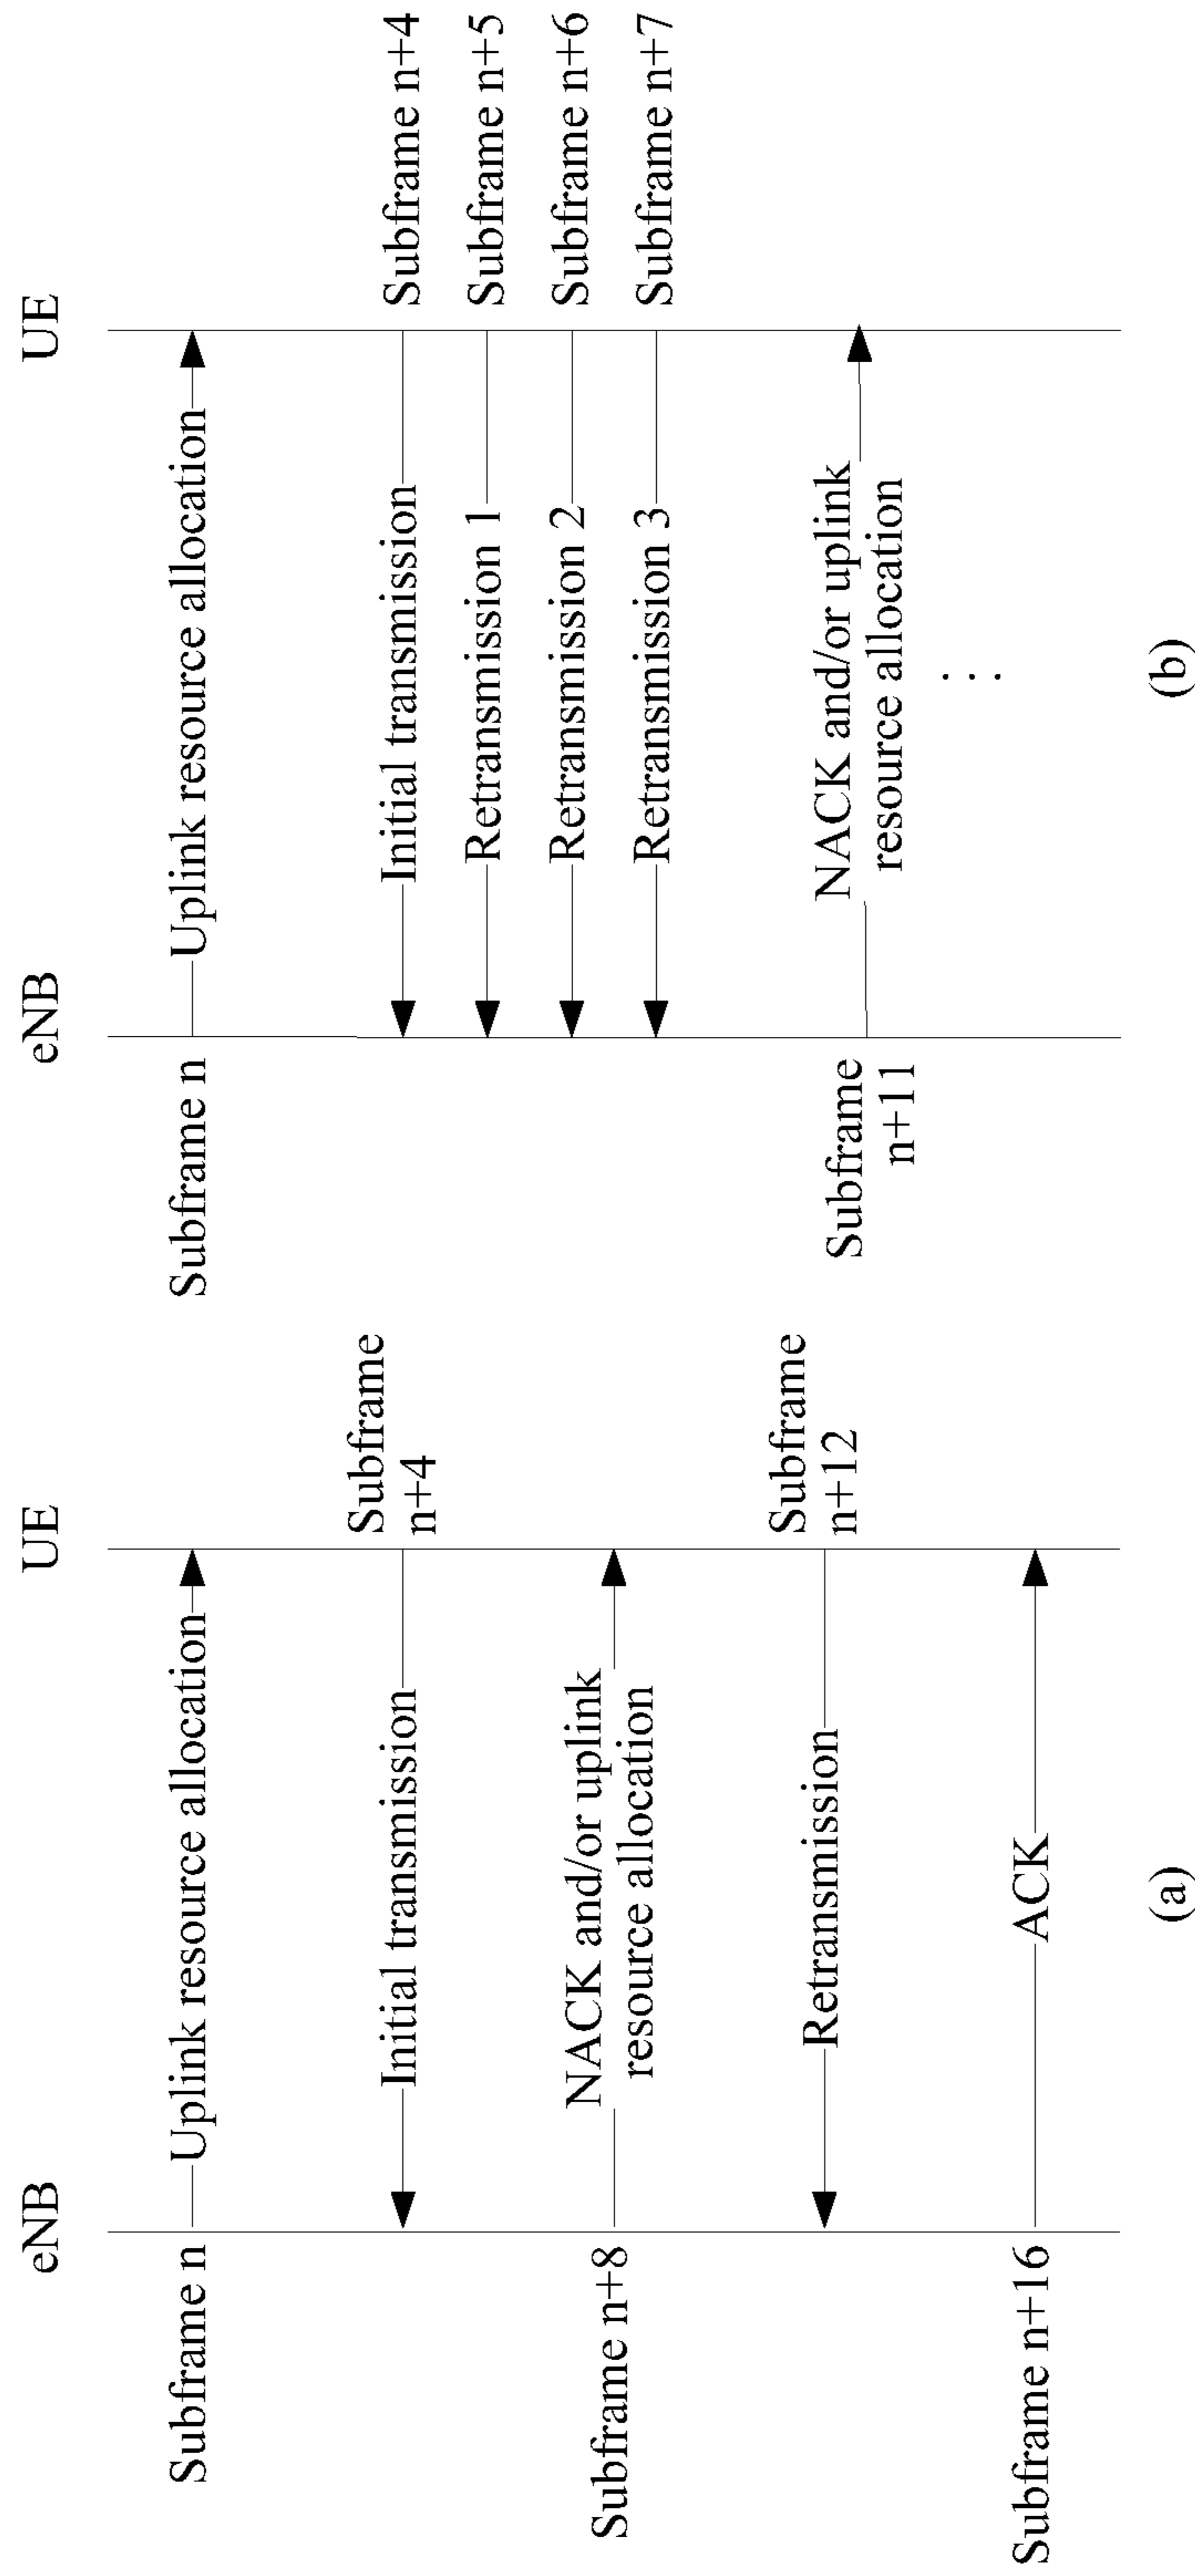 eNB
UE
Subframe n
Uplink resource allocation
Initial transmission
Subframe
n+4
Subframe n+8
NACK and/or uplink
resource allocation
Retransmission
Subframe
n+12
Subframe n+16
ACK
(a)
eNB
UE
Subframe n
Uplink resource allocation
Initial transmission
Subframe n+4
Retransmission 1
Subframe n+5
Retransmission 2
Subframe n+6
Retransmission 3
Subframe n+7
Subframe
n+11
NACK and/or uplink
resource allocation
. . .
(b)